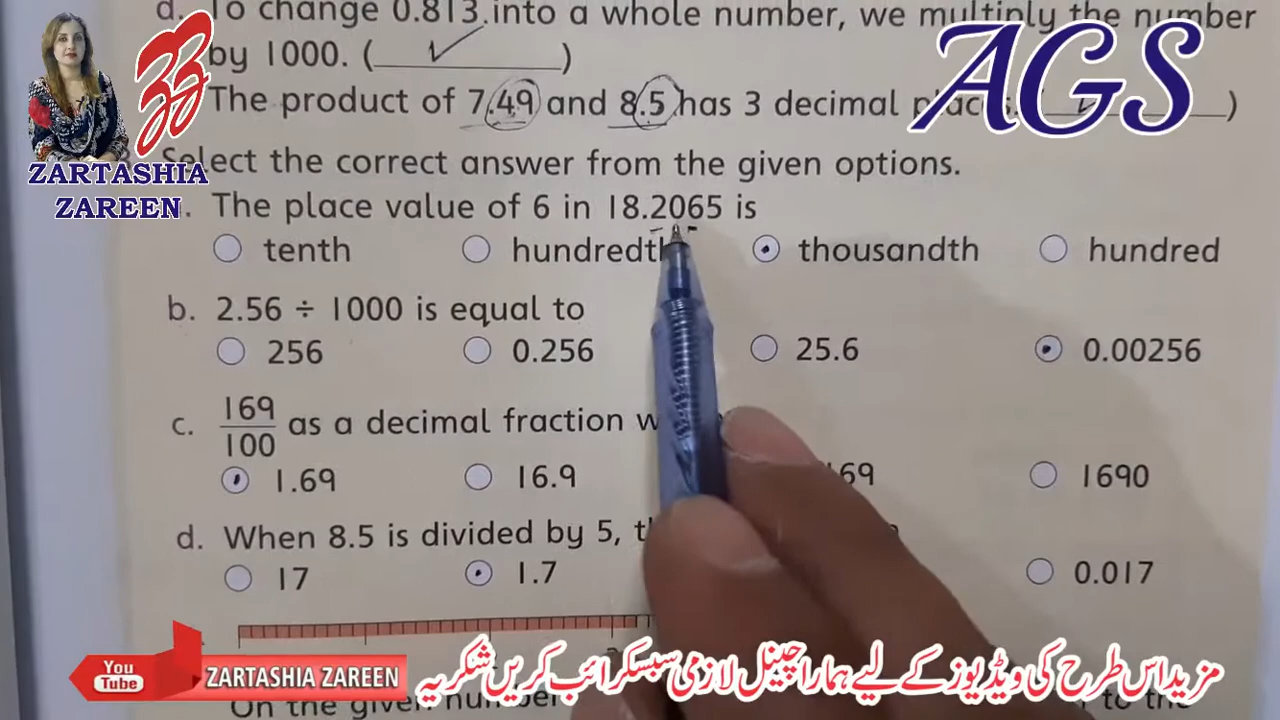 d. To change 0.813 into a whole number, we multiply the number
by 1000. ( ✓ )
The product of 7.49 and 8.5 has 3 decimal places. ( )
AGS
ZARTASHIA
ZAREEN
Select the correct answer from the given options.
The place value of 6 in 18.2065 is
tenth hundredth thousandth hundred
b. 2.56 ÷ 1000 is equal to
256 0.256 25.6 0.00256
c. 169/100 as a decimal fraction
1.69 16.9 1690
d. When 8.5 is divided by 5,
17 1.7 0.017
You
Tube
ZARTASHIA ZAREEN
مزید اس طرح کی ویڈیوز کے لیے ہمارا چینل لازمی سبسکرائب کریں شکریہ
On the given number to the